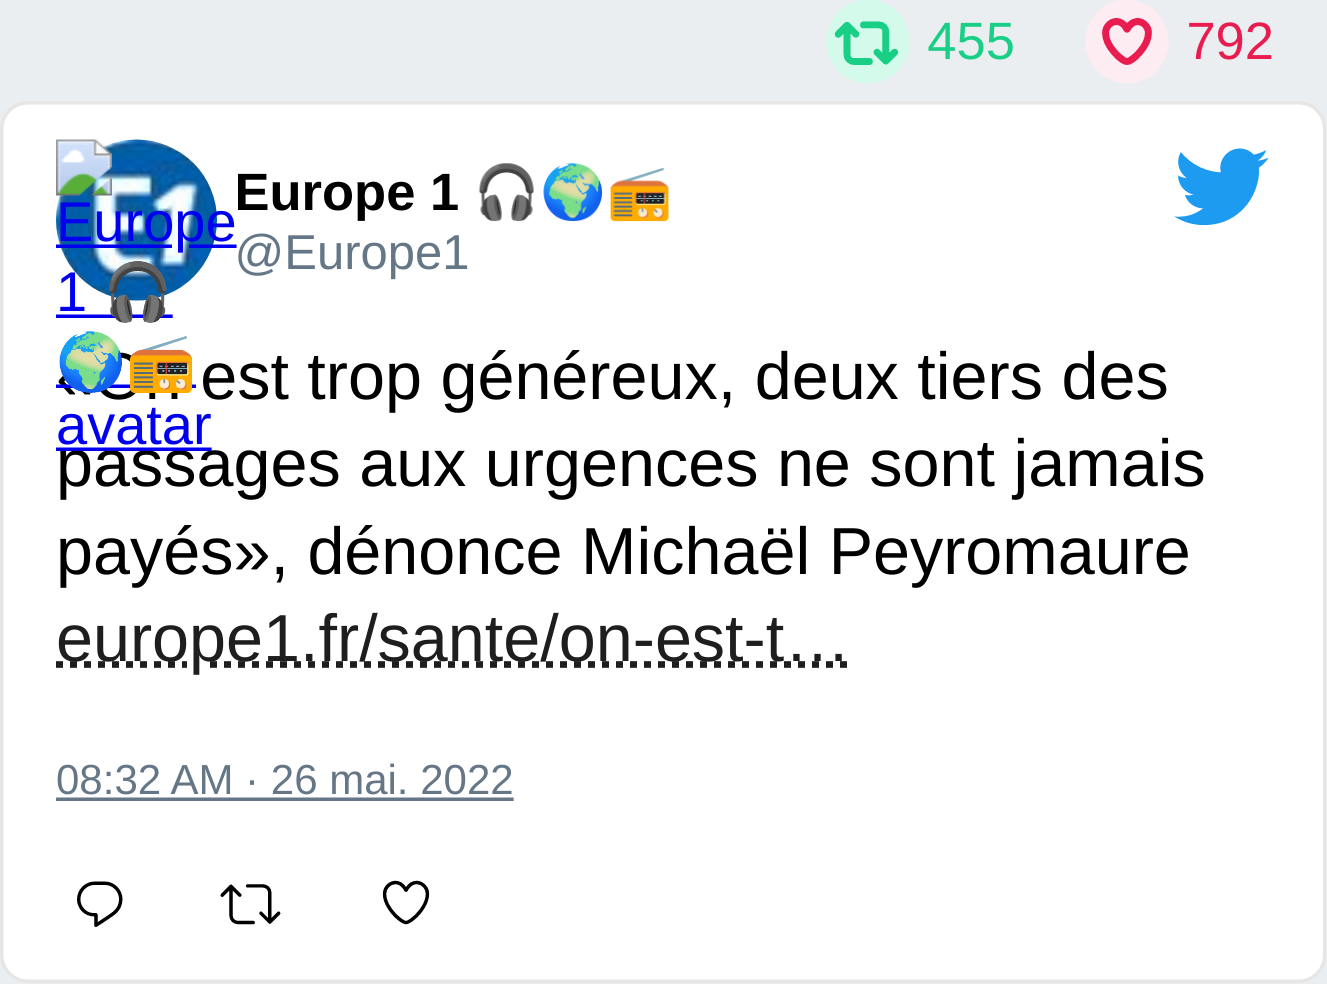 455 792
Europe 1 🎧🌍📻
@Europe1
Europe
1 🎧
🌍📻
avatar
«On est trop généreux, deux tiers des
passages aux urgences ne sont jamais
payés», dénonce Michaël Peyromaure
europe1.fr/sante/on-est-t…
08:32 AM · 26 mai. 2022